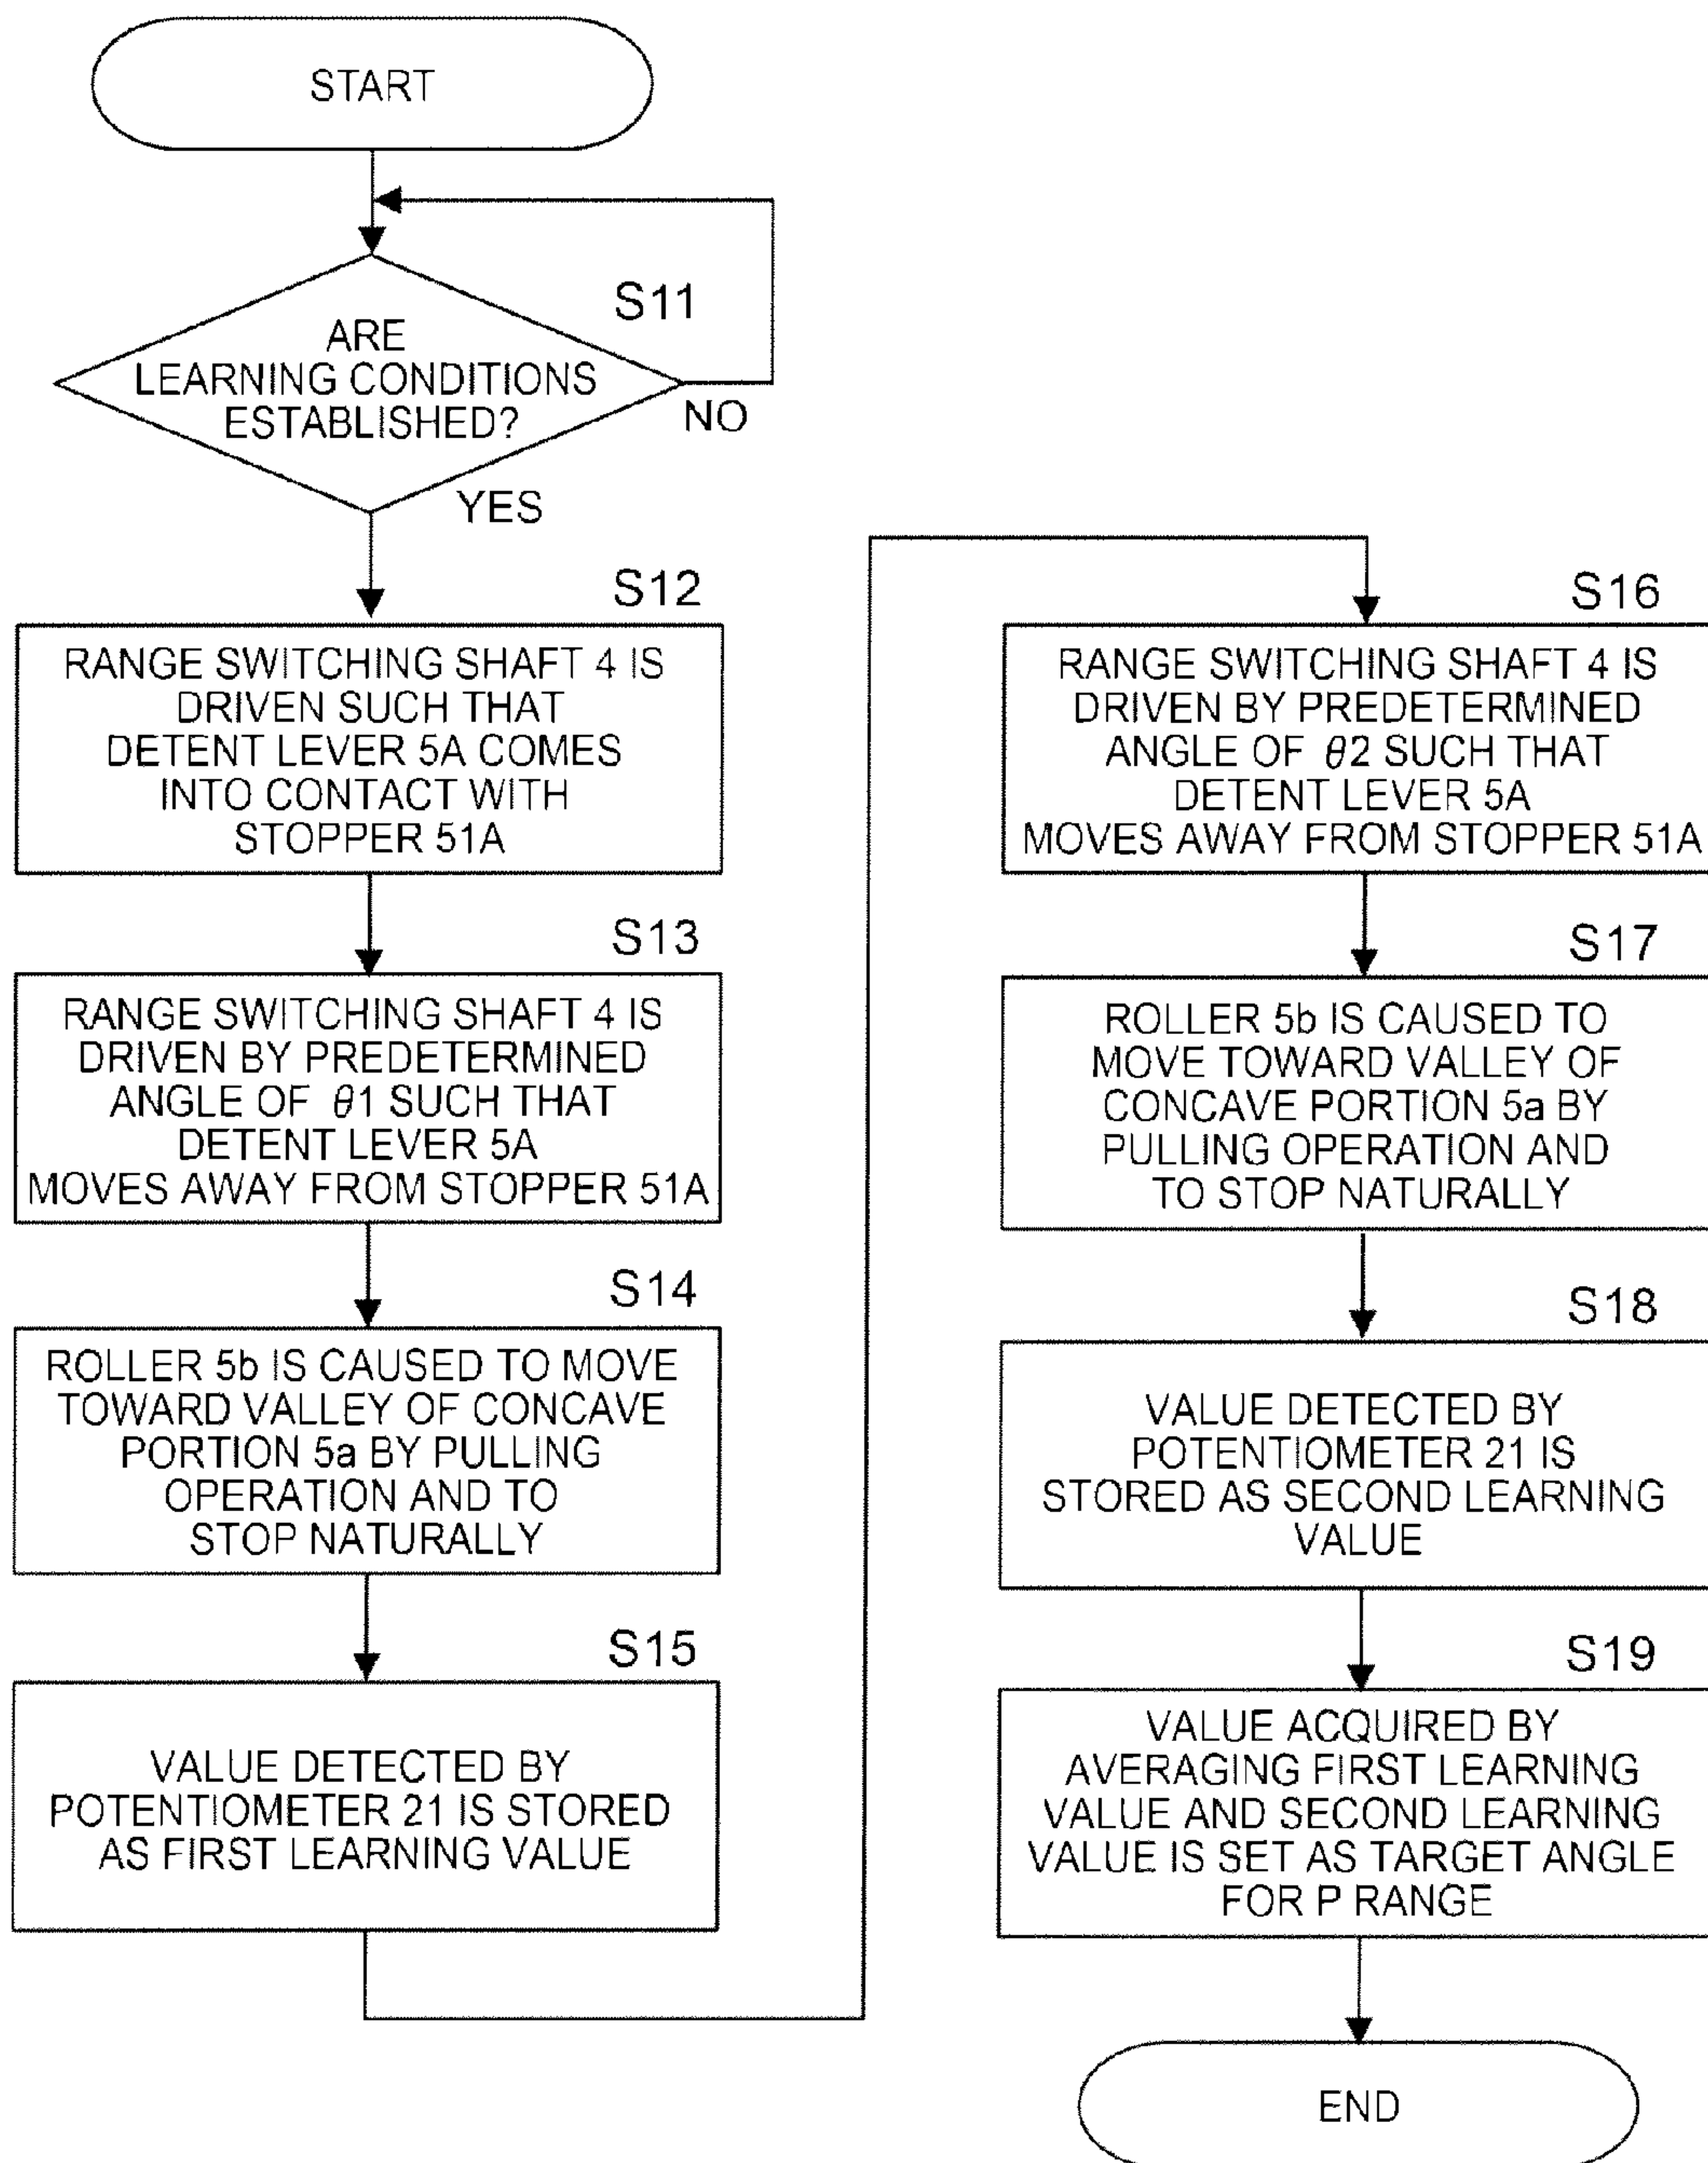 START
S11
ARE
LEARNING CONDITIONS
ESTABLISHED?
NO
YES
S12
RANGE SWITCHING SHAFT 4 IS
DRIVEN SUCH THAT
DETENT LEVER 5A COMES
INTO CONTACT WITH
STOPPER 51A
S13
RANGE SWITCHING SHAFT 4 IS
DRIVEN BY PREDETERMINED
ANGLE OF θ1 SUCH THAT
DETENT LEVER 5A
MOVES AWAY FROM STOPPER 51A
S14
ROLLER 5b IS CAUSED TO MOVE
TOWARD VALLEY OF CONCAVE
PORTION 5a BY PULLING
OPERATION AND TO
STOP NATURALLY
S15
VALUE DETECTED BY
POTENTIOMETER 21 IS STORED
AS FIRST LEARNING VALUE
S16
RANGE SWITCHING SHAFT 4 IS
DRIVEN BY PREDETERMINED
ANGLE OF θ2 SUCH THAT
DETENT LEVER 5A
MOVES AWAY FROM STOPPER 51A
S17
ROLLER 5b IS CAUSED TO
MOVE TOWARD VALLEY OF
CONCAVE PORTION 5a BY
PULLING OPERATION AND
TO STOP NATURALLY
S18
VALUE DETECTED BY
POTENTIOMETER 21 IS
STORED AS SECOND LEARNING
VALUE
S19
VALUE ACQUIRED BY
AVERAGING FIRST LEARNING
VALUE AND SECOND LEARNING
VALUE IS SET AS TARGET ANGLE
FOR P RANGE
END